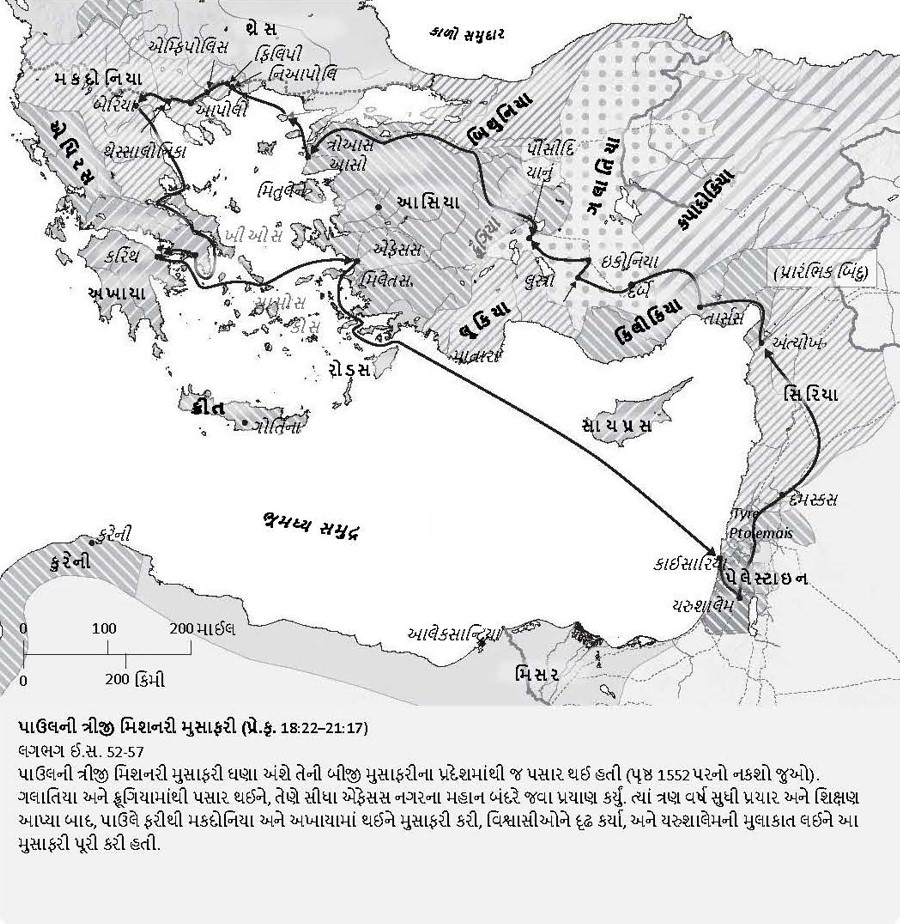 થ્રેસ
કાળો સમુદ્દાર
એમ્ફિપોલિસ
ફિલિપી
નિઆપોલિ
મકદોનિયા
બેરિયા
આપોલો
થેસ્સાલોનિકા
એપિરસ
ત્રોઆસ
આસો
મિતુલેન
બિથુનિયા
પીસીદિ
યાનું
ગલાતિયા
કપાદોકિયા
આસિયા
ફ્રુગિયા
ખીઓસ
એફેસસ
કરિંથ
મિલેતસ
અખાયા
સામોસ
કોસ
લુસ્ત્રા
ઇકોનિયા
દર્બે
(પ્રારંભિક બિંદુ)
લુકિયા
કિલીકિયા
તાર્સસ
અંત્યોખ
પાતારા
રોડ્સ
સિરિયા
ક્રીત
ગોર્તિના
સાયપ્રસ
દમસ્કસ
ભૂમધ્ય સમુદ્ર
Tyre
Ptolemais
કુરેની
કુરેની
કાઈસારિયા
પેલેસ્ટાઇન
યરુશાલેમ
0 100 200 માઈલ
0 200 કિમી
આલેકસાન્દ્રિયા
મિસર
પાઉલની ત્રીજી મિશનરી મુસાફરી (પ્રે.કૃ. 18:22–21:17)
લગભગ ઈ.સ. 52-57
પાઉલની ત્રીજી મિશનરી મુસાફરી ઘણા અંશે તેની બીજી મુસાફરીના પ્રદેશમાંથી જ પસાર થઈ હતી (પૃષ્ઠ 1552 પરનો નકશો જુઓ).
ગલાતિયા અને ફ્રૂગિયામાંથી પસાર થઈને, તેણે સીધા એફેસસ નગરના મહાન બંદરે જવા પ્રયાણ કર્યું. ત્યાં ત્રણ વર્ષ સુધી પ્રચાર અને શિક્ષણ
આપ્યા બાદ, પાઉલે ફરીથી મકદોનિયા અને અખાયામાં થઈને મુસાફરી કરી, વિશ્વાસીઓને દૃઢ કર્યા, અને યરુશાલેમની મુલાકાત લઈને આ
મુસાફરી પૂરી કરી હતી.